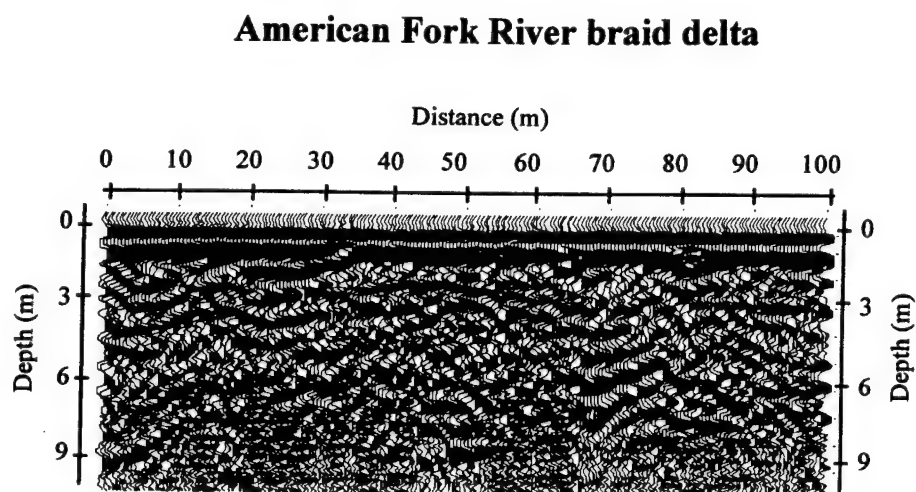 American Fork River braid delta
Distance (m)
0 10 20 30 40 50 60 70 80 90 100
0 0
3 3
Depth (m) Depth (m)
6 6
9 9